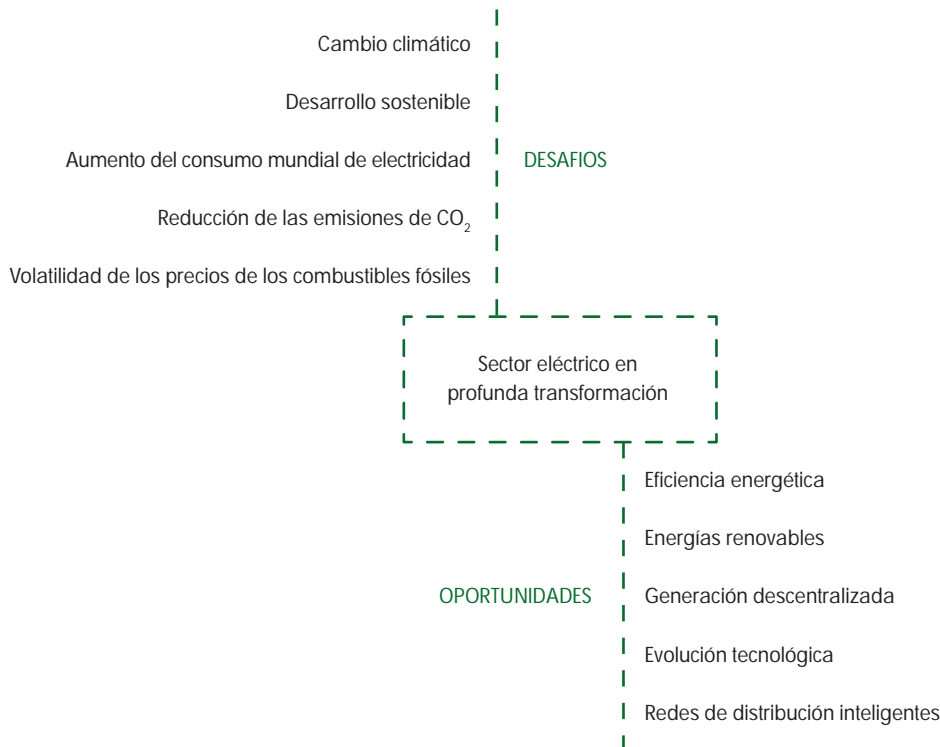 Cambio climático
Desarrollo sostenible
Aumento del consumo mundial de electricidad
DESAFIOS
Reducción de las emisiones de CO₂
Volatilidad de los precios de los combustibles fósiles
Sector eléctrico en
profunda transformación
Eficiencia energética
Energías renovables
OPORTUNIDADES
Generación descentralizada
Evolución tecnológica
Redes de distribución inteligentes